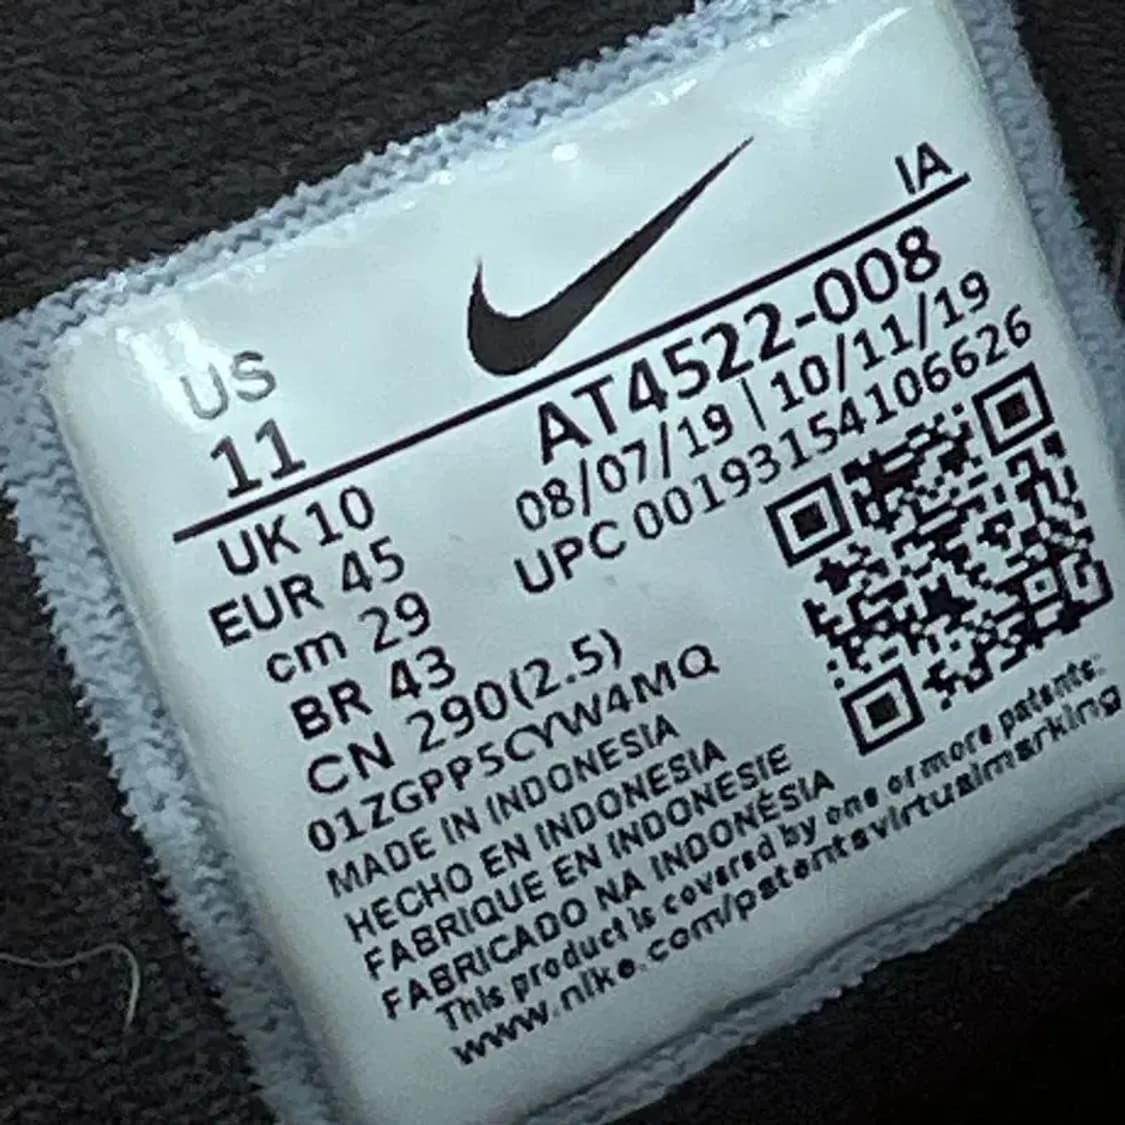 IA
US
11
AT4522-008
08/07/19 | 10/11/19
UPC 00193154106626
UK 10
EUR 45
cm 29
BR 43
CN 290(2.5)
01ZGPP5CYW4MQ
MADE IN INDONESIA
HECHO EN INDONESIA
FABRIQUE EN INDONESIE
FABRICADO NA INDONÉSIA
This product is covered by one or more patents:
www.nike.com/patentsvirtualmarking